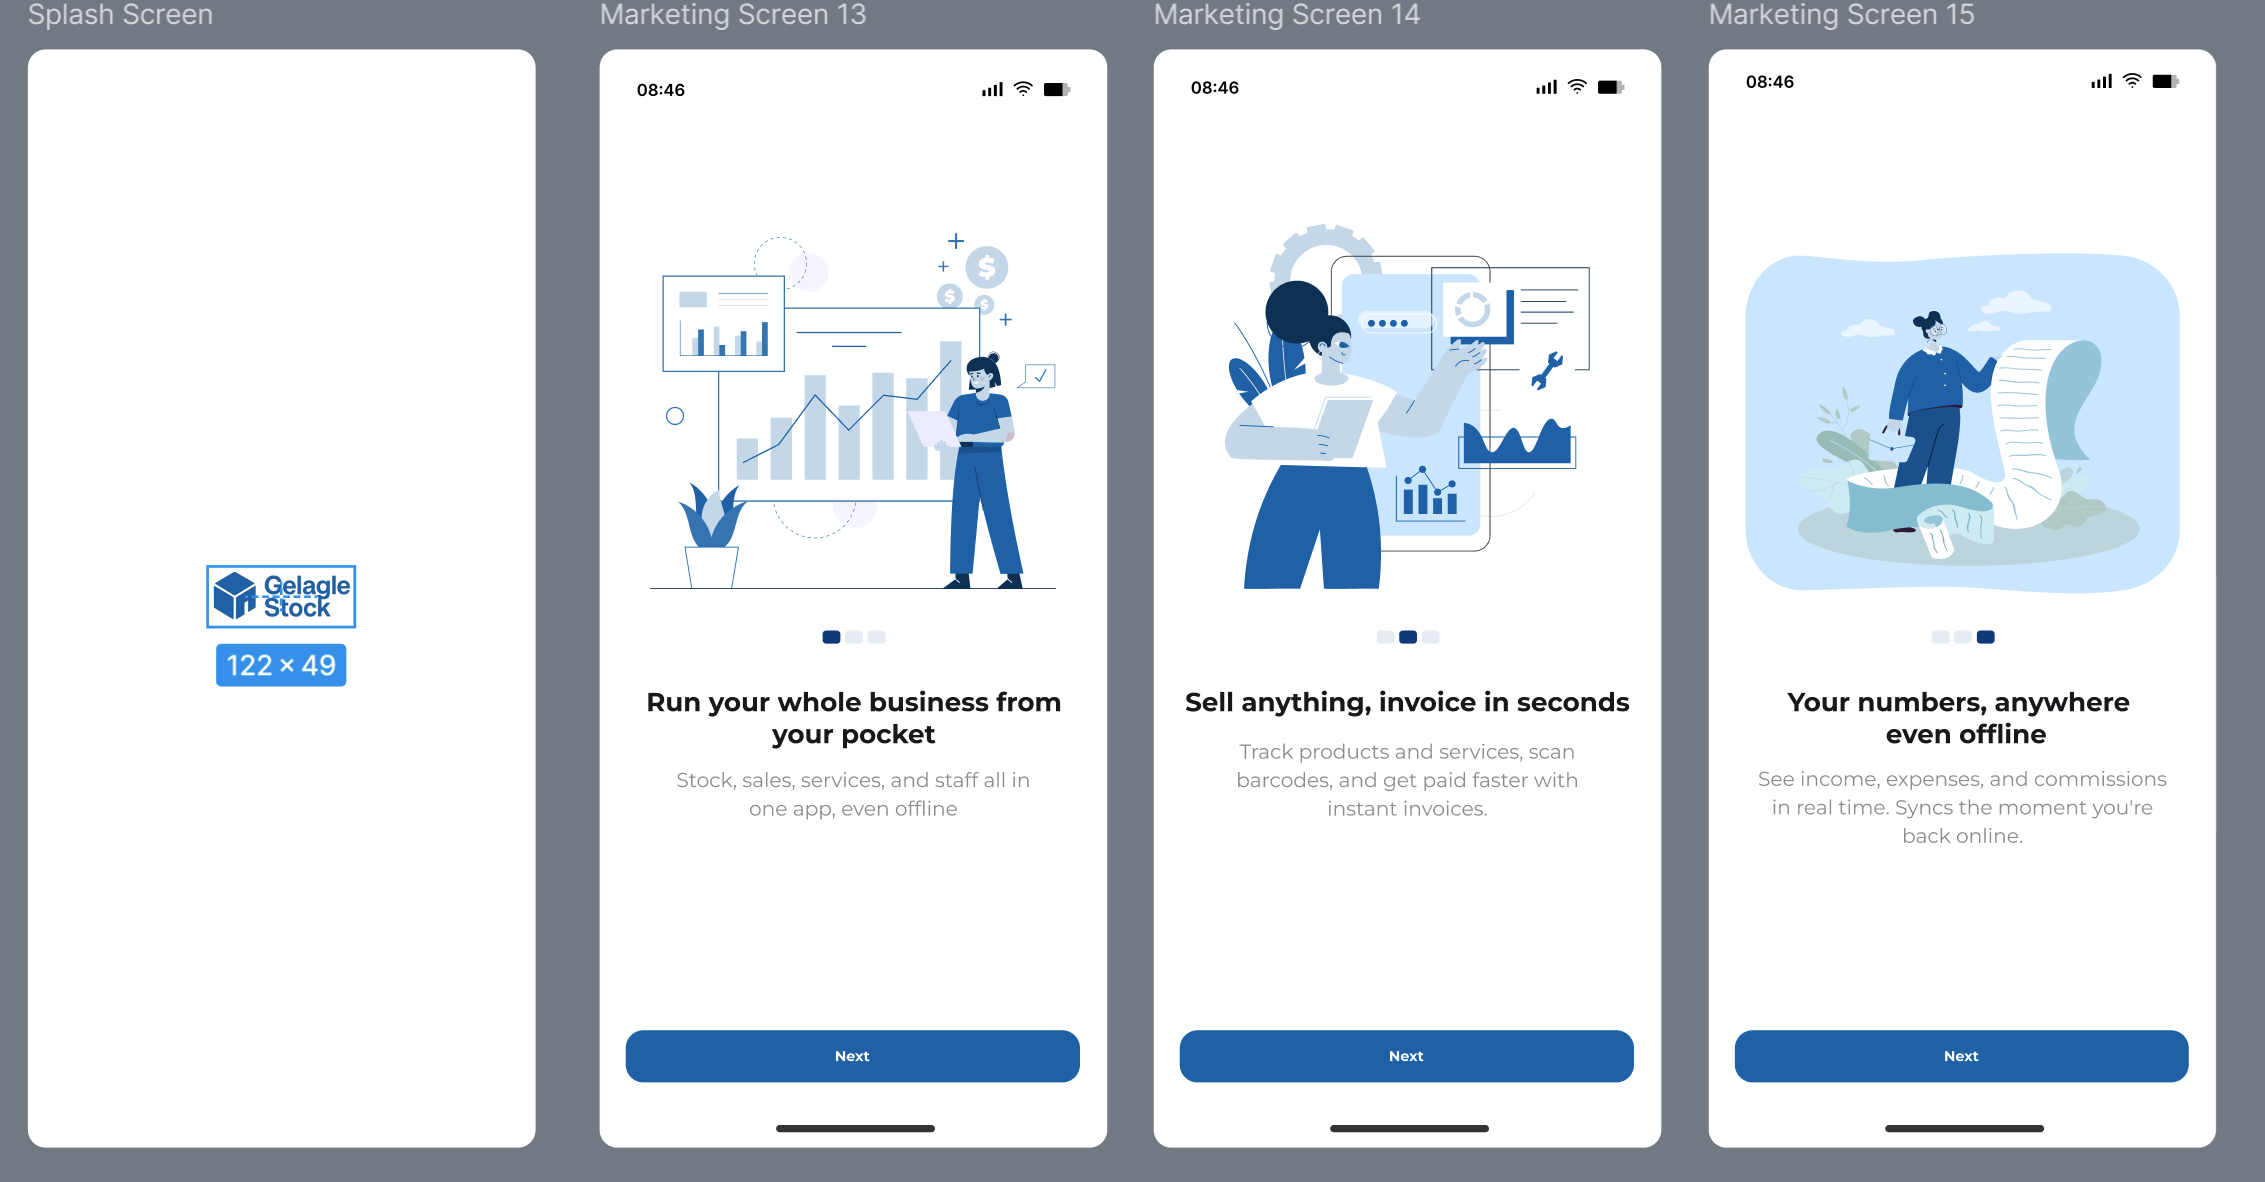 Splash Screen
Gelagle
Stock
122 × 49
Marketing Screen 13
08:46
$
$
$
Run your whole business from
your pocket
Stock, sales, services, and staff all in
one app, even offline
Next
Marketing Screen 14
08:46
Sell anything, invoice in seconds
Track products and services, scan
barcodes, and get paid faster with
instant invoices.
Next
Marketing Screen 15
08:46
Your numbers, anywhere
even offline
See income, expenses, and commissions
in real time. Syncs the moment you're
back online.
Next